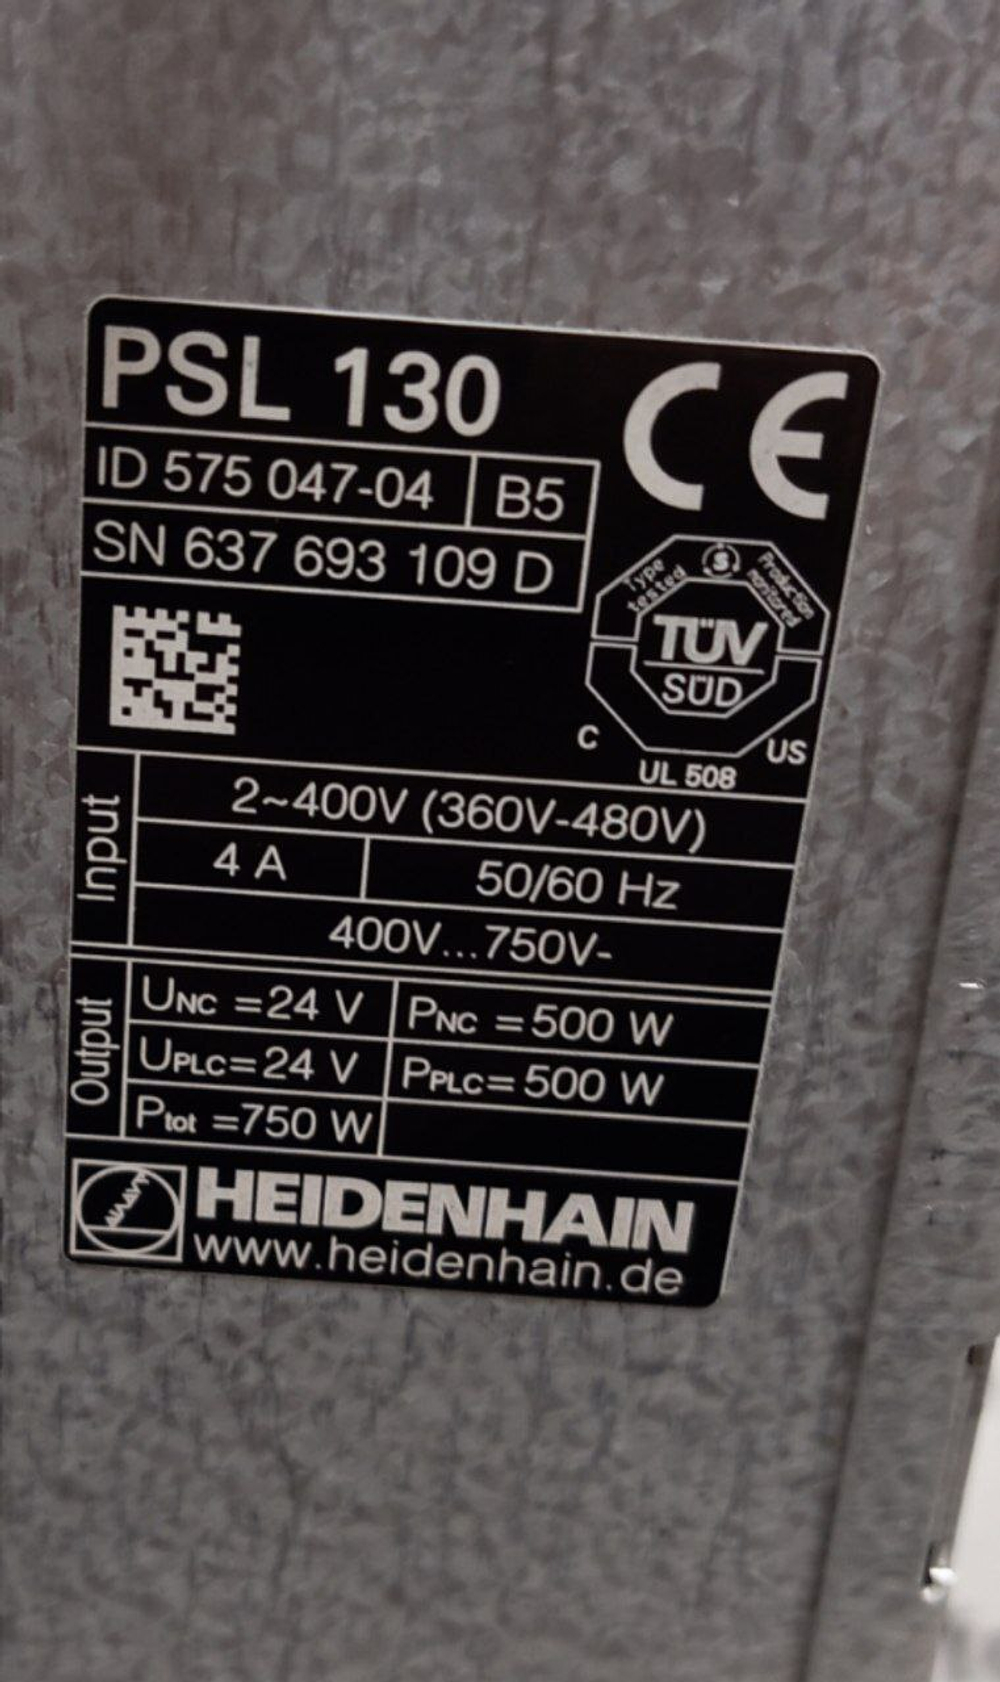 PSL 130
CE
ID 575 047-04 B5
SN 637 693 109 D
Type tested
S
Production monitored
TÜV
SÜD
C US
UL 508
Input
2~400V (360V-480V)
4 A 50/60 Hz
400V...750V-
Output
UNC =24 V PNC =500 W
UPLC=24 V PPLC=500 W
Ptot =750 W
HEIDENHAIN
www.heidenhain.de